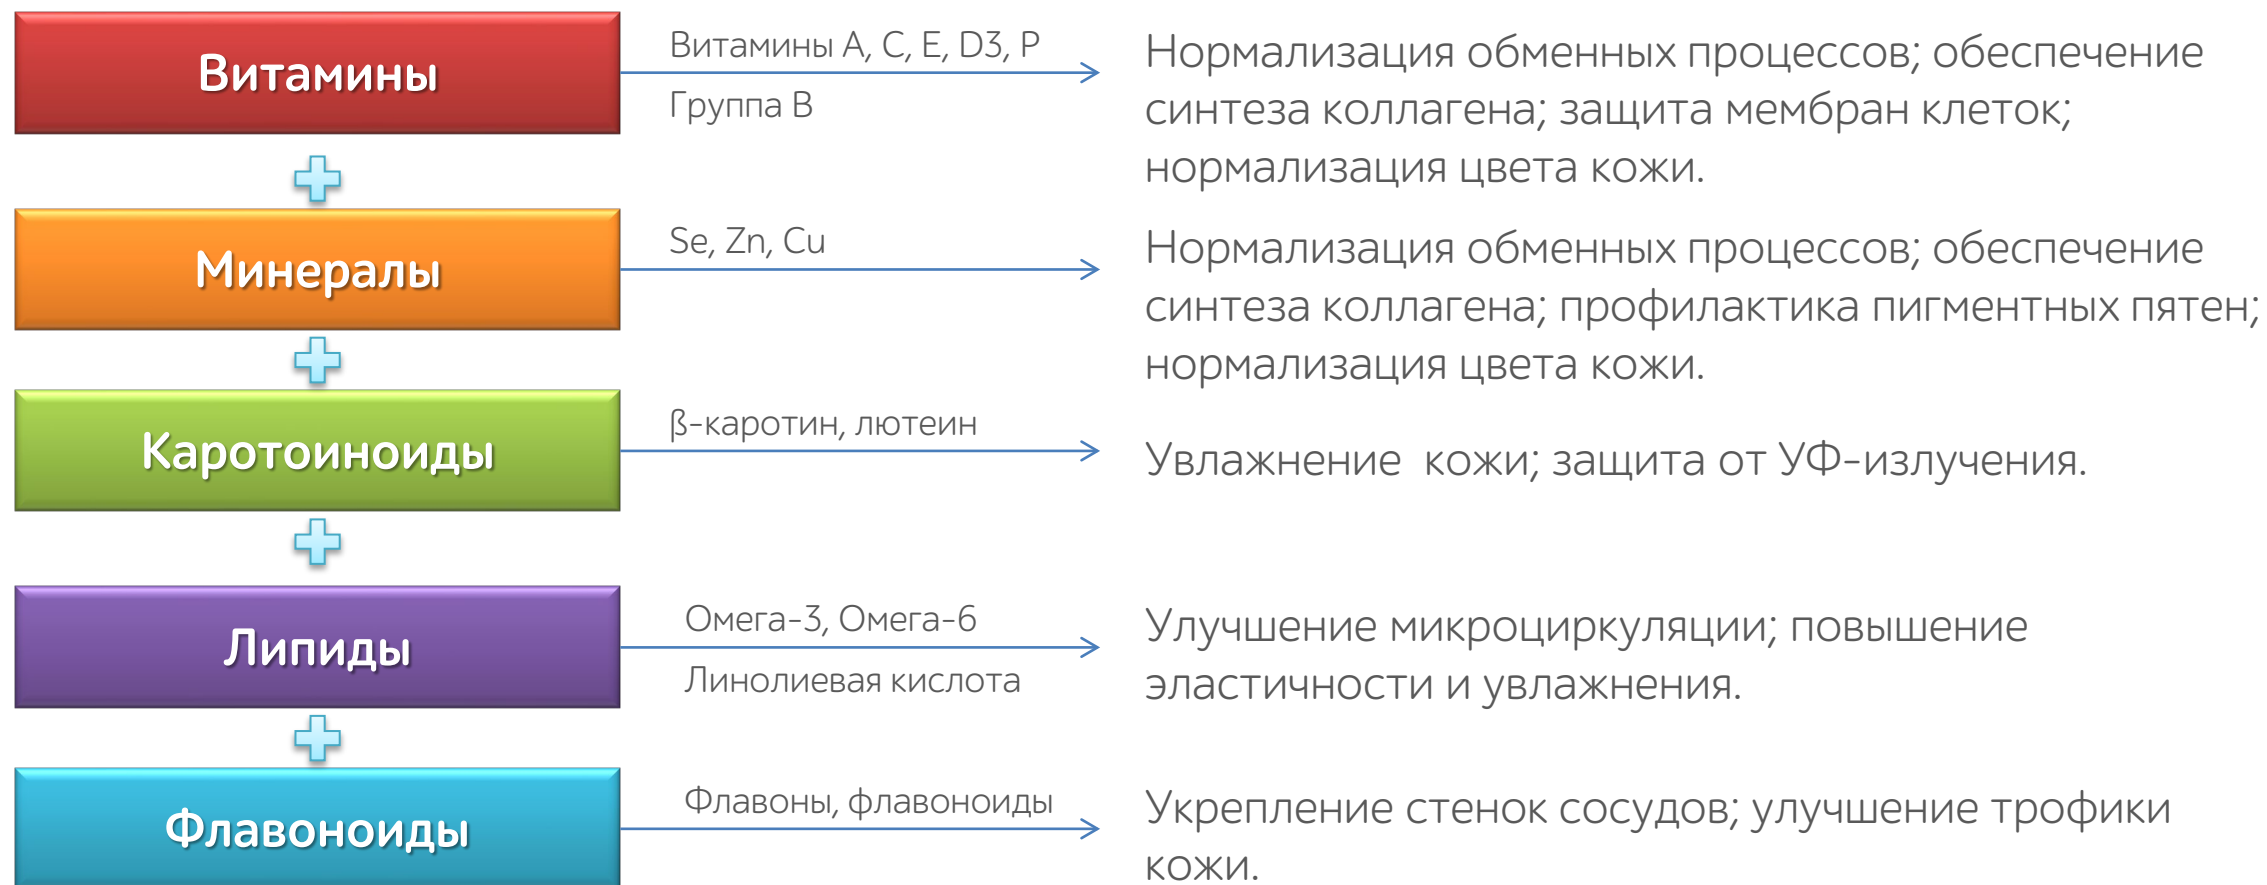 Витамины
Витамины A, C, E, D3, P
Группа B
Нормализация обменных процессов; обеспечение
синтеза коллагена; защита мембран клеток;
нормализация цвета кожи.
Минералы
Se, Zn, Cu
Нормализация обменных процессов; обеспечение
синтеза коллагена; профилактика пигментных пятен;
нормализация цвета кожи.
Каротоиноиды
β-каротин, лютеин
Увлажнение кожи; защита от УФ-излучения.
Липиды
Омега-3, Омега-6
Линолиевая кислота
Улучшение микроциркуляции; повышение
эластичности и увлажнения.
Флавоноиды
Флавоны, флавоноиды
Укрепление стенок сосудов; улучшение трофики
кожи.